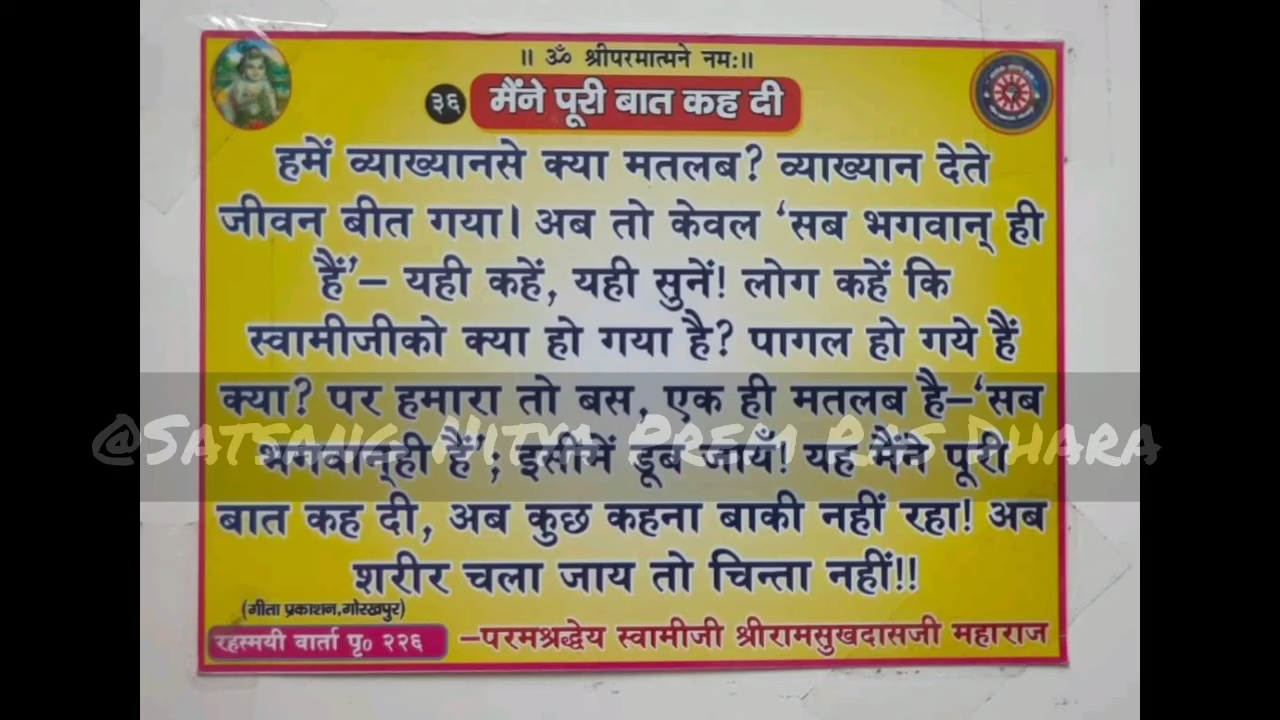 ॥ ॐ श्रीपरमात्मने नमः॥
३६ मैंने पूरी बात कह दी
हमें व्याख्यानसे क्या मतलब? व्याख्यान देते
जीवन बीत गया। अब तो केवल ‘सब भगवान् ही
हैं’– यही कहें, यही सुनें! लोग कहें कि
स्वामीजीको क्या हो गया है? पागल हो गये हैं
क्या? पर हमारा तो बस, एक ही मतलब है–‘सब
@Satsang Nitya Prem Ras Dhara
भगवान्‌ही हैं’; इसीमें डूब जायँ! यह मैंने पूरी
बात कह दी, अब कुछ कहना बाकी नहीं रहा! अब
शरीर चला जाय तो चिन्ता नहीं!!
(गीता प्रकाशन,गोरखपुर)
रहस्मयी वार्ता पृ० २२६
–परमश्रद्धेय स्वामीजी श्रीरामसुखदासजी महाराज